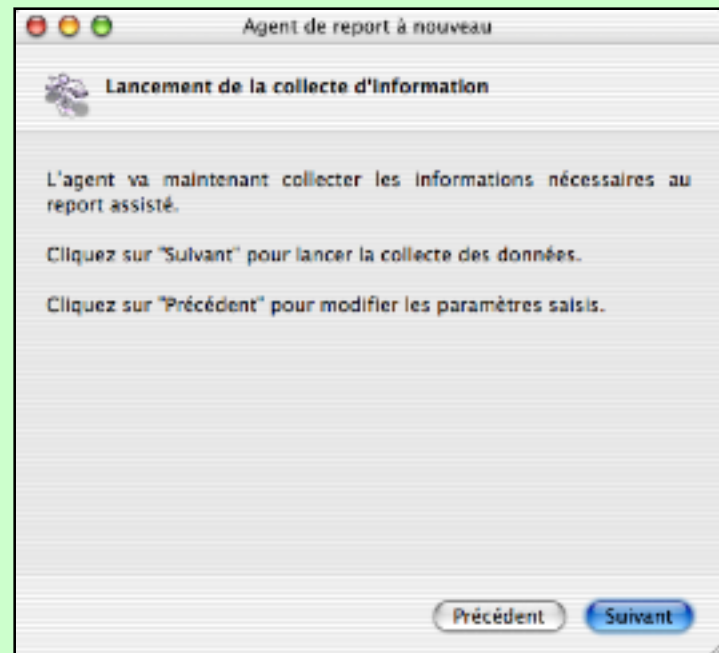 Agent de report à nouveau
Lancement de la collecte d'information
L'agent va maintenant collecter les informations nécessaires au
report assisté.
Cliquez sur "Suivant" pour lancer la collecte des données.
Cliquez sur "Précédent" pour modifier les paramètres saisis.
Précédent
Suivant